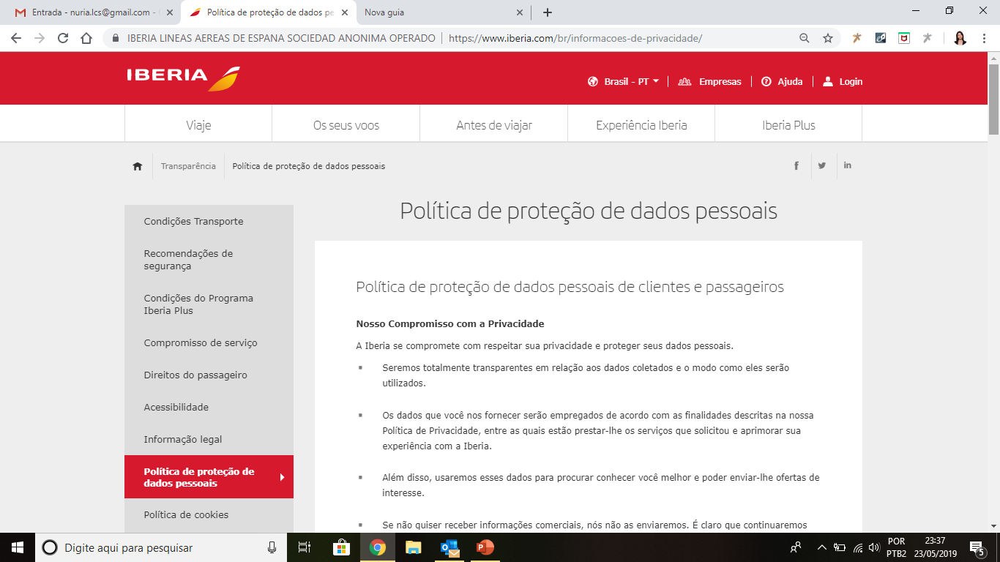 Entrada - nuria.lcs@gmail.com -
Política de proteção de dados pe
Nova guia
IBERIA LINEAS AEREAS DE ESPANA SOCIEDAD ANONIMA OPERADO
https://www.iberia.com/br/informacoes-de-privacidade/
IBERIA
Brasil - PT
Empresas
Ajuda
Login
Viaje
Os seus voos
Antes de viajar
Experiência Iberia
Iberia Plus
Transparência
Política de proteção de dados pessoais
Condições Transporte
Recomendações de
segurança
Condições do Programa
Iberia Plus
Compromisso de serviço
Direitos do passageiro
Acessibilidade
Informação legal
Política de proteção de
dados pessoais
Política de cookies
Política de proteção de dados pessoais
Política de proteção de dados pessoais de clientes e passageiros
Nosso Compromisso com a Privacidade
A Iberia se compromete com respeitar sua privacidade e proteger seus dados pessoais.
Seremos totalmente transparentes em relação aos dados coletados e o modo como eles serão
utilizados.
Os dados que você nos fornecer serão empregados de acordo com as finalidades descritas na nossa
Política de Privacidade, entre as quais estão prestar-lhe os serviços que solicitou e aprimorar sua
experiência com a Iberia.
Além disso, usaremos esses dados para procurar conhecer você melhor e poder enviar-lhe ofertas de
interesse.
Se não quiser receber informações comerciais, nós não as enviaremos. É claro que continuaremos
Digite aqui para pesquisar
POR
PTB2
23:37
23/05/2019
5